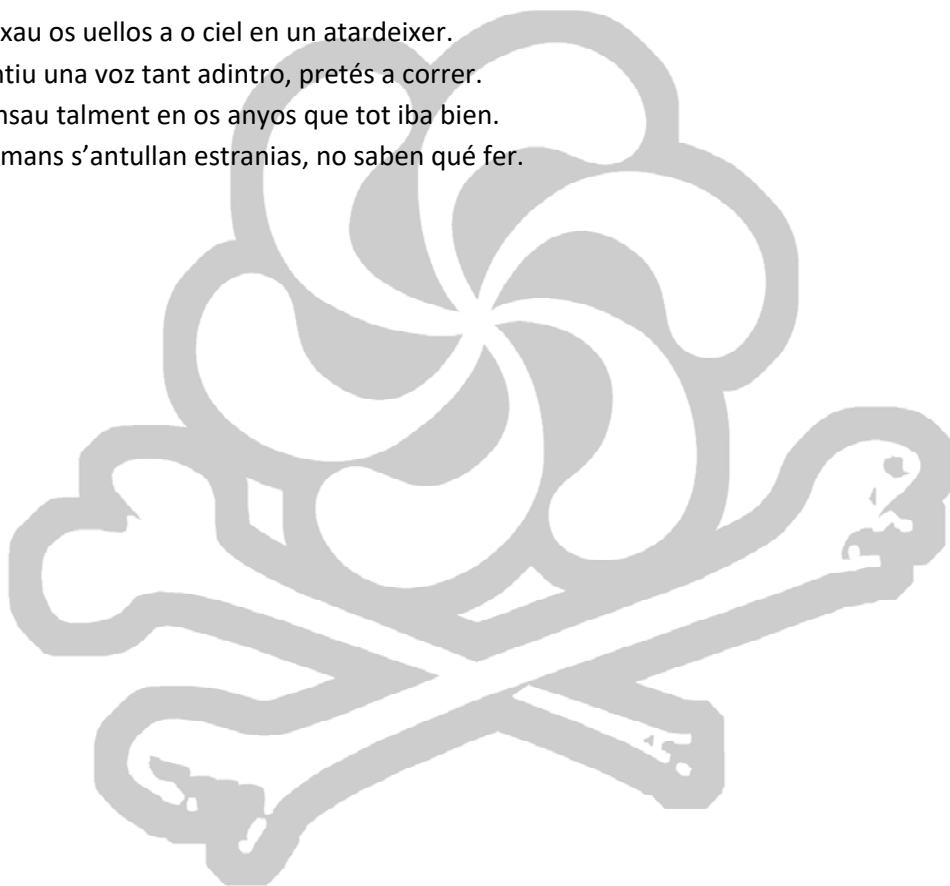 xau os uellos a o ciel en un atardeixer.
ntiu una voz tant adintro, pretés a correr.
nsau talment en os anyos que tot iba bien.
mans s’antullan estranias, no saben qué fer.